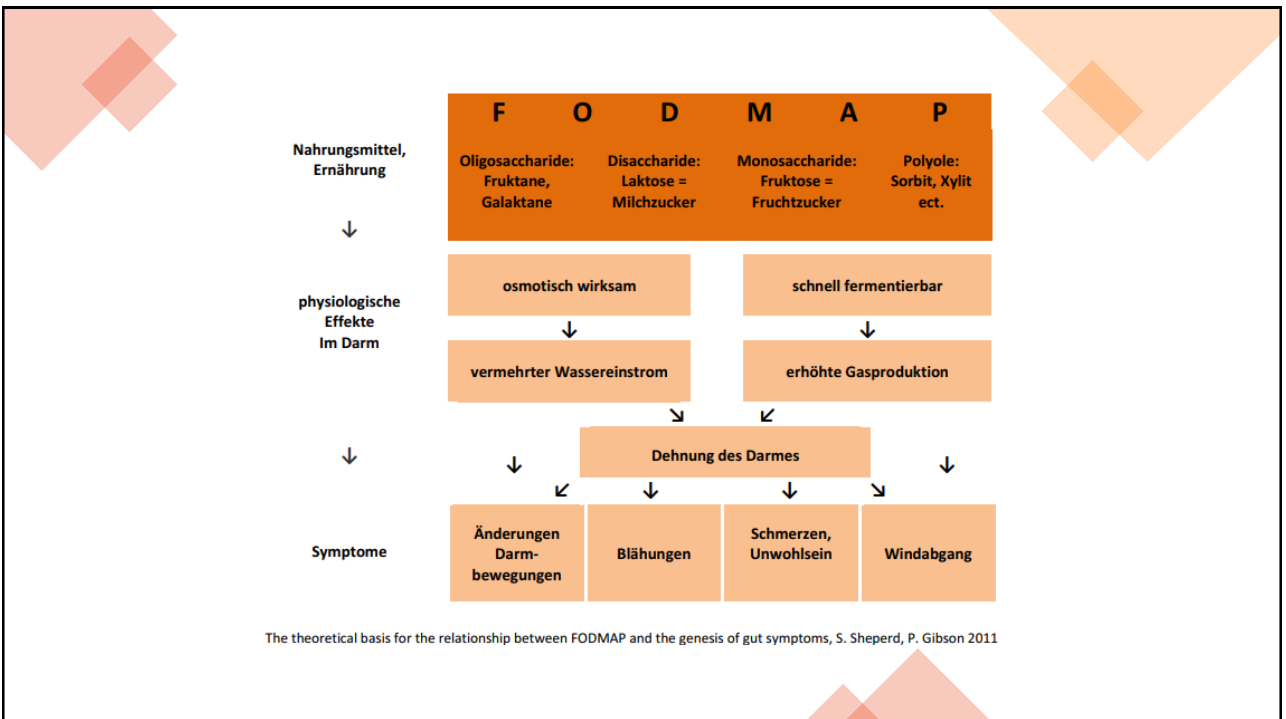 F O D M A P
Nahrungsmittel,
Ernährung
Oligosaccharide:
Fruktane,
Galaktane
Disaccharide:
Laktose =
Milchzucker
Monosaccharide:
Fruktose =
Fruchtzucker
Polyole:
Sorbit, Xylit
ect.
↓
physiologische
Effekte
Im Darm
osmotisch wirksam
schnell fermentierbar
↓ ↓
vermehrter Wassereinstrom
erhöhte Gasproduktion
↘ ↙
↓ ↓ Dehnung des Darmes ↓
↙ ↓ ↓ ↘
Symptome
Änderungen
Darm-
bewegungen
Blähungen
Schmerzen,
Unwohlsein
Windabgang
The theoretical basis for the relationship between FODMAP and the genesis of gut symptoms, S. Sheperd, P. Gibson 2011